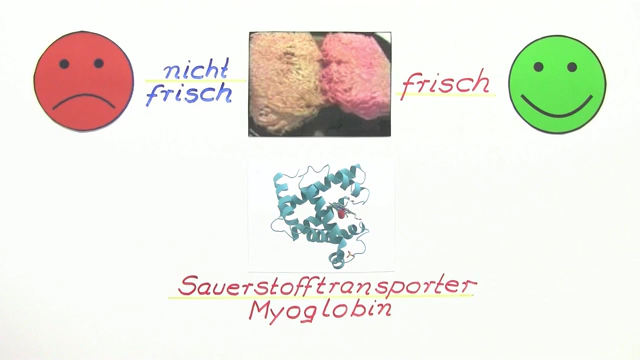 nicht
frisch
frisch
Sauerstofftransporter
Myoglobin